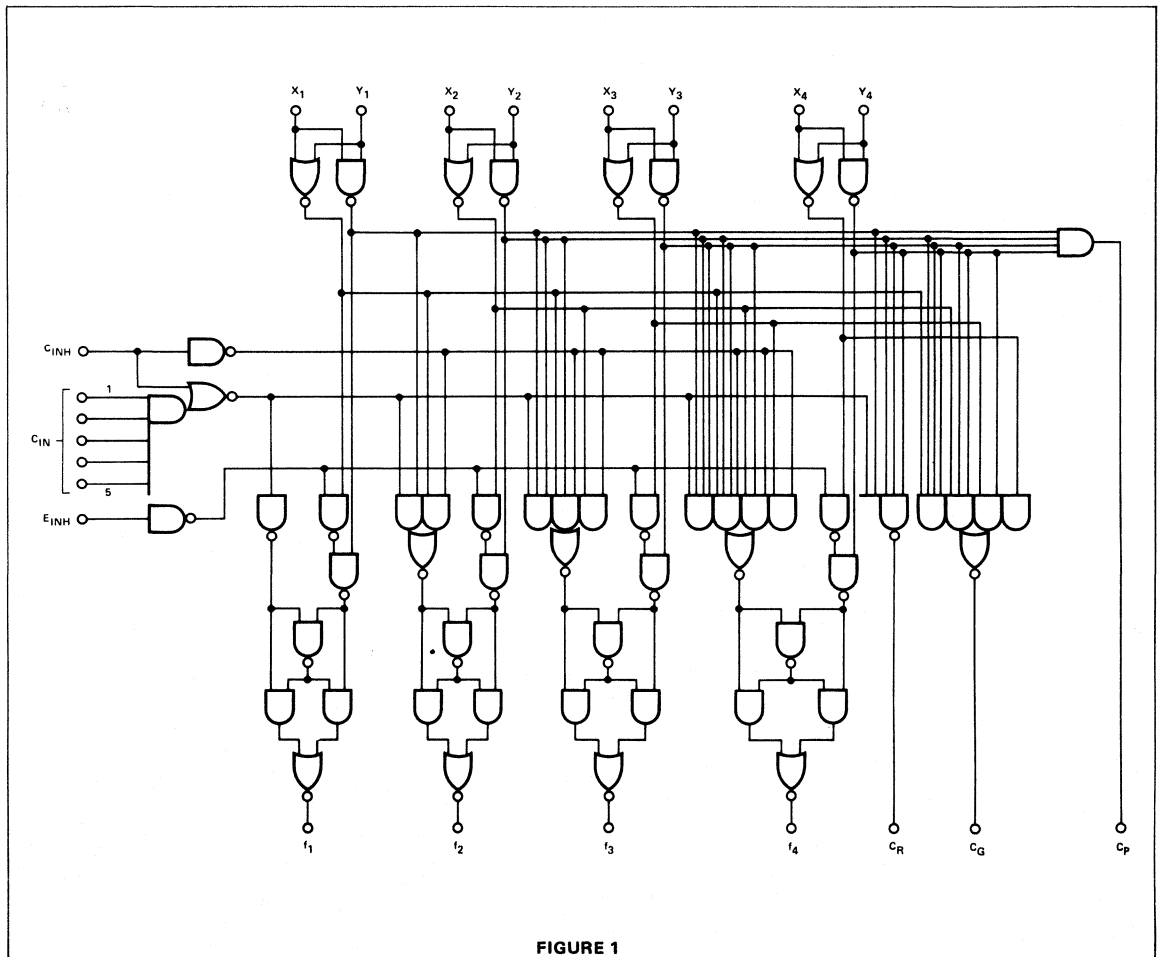 X1 Y1 X2 Y2 X3 Y3 X4 Y4
CINH
1
CIN
5
EINH
f1 f2 f3 f4 CR CG CP
FIGURE 1